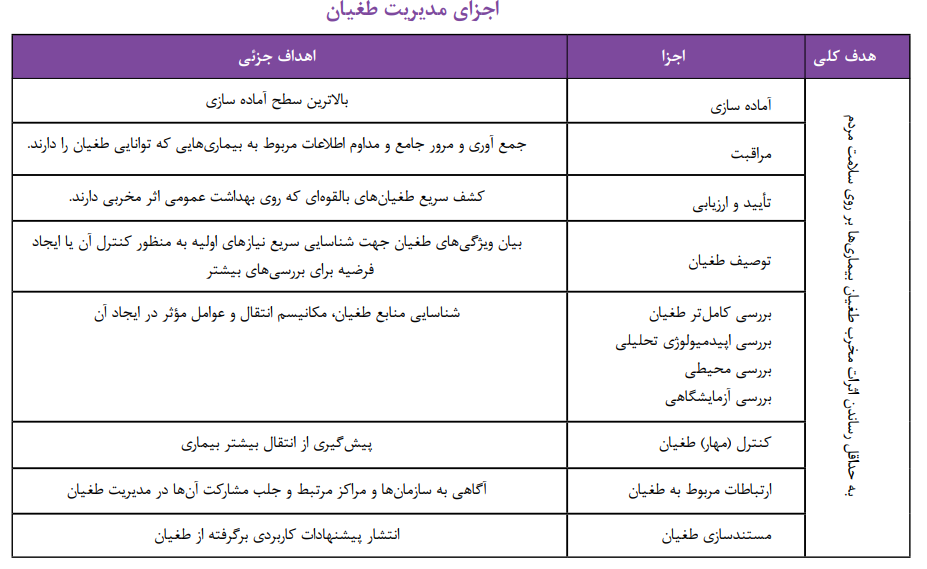 اجزای مدیریت طغیان
هدف کلی
اجزا
اهداف جزئی
به حداقل رساندن اثرات مخرب طغیان بیماری‌ها بر روی سلامت مردم
آماده سازی
بالاترین سطح آماده سازی
مراقبت
جمع آوری و مرور جامع و مداوم اطلاعات مربوط به بیماری‌هایی که توانایی طغیان را دارند.
تأیید و ارزیابی
کشف سریع طغیان‌های بالقوه‌ای که روی بهداشت عمومی اثر مخربی دارند.
توصیف طغیان
بیان ویژگی‌های طغیان جهت شناسایی سریع نیازهای اولیه به منظور کنترل آن یا ایجاد
فرضیه برای بررسی‌های بیشتر
بررسی کامل‌تر طغیان
بررسی اپیدمیولوژی تحلیلی
بررسی محیطی
بررسی آزمایشگاهی
شناسایی منابع طغیان، مکانیسم انتقال و عوامل مؤثر در ایجاد آن
کنترل (مهار) طغیان
پیش‌گیری از انتقال بیشتر بیماری
ارتباطات مربوط به طغیان
آگاهی به سازمان‌ها و مراکز مرتبط و جلب مشارکت آن‌ها در مدیریت طغیان
مستندسازی طغیان
انتشار پیشنهادات کاربردی برگرفته از طغیان